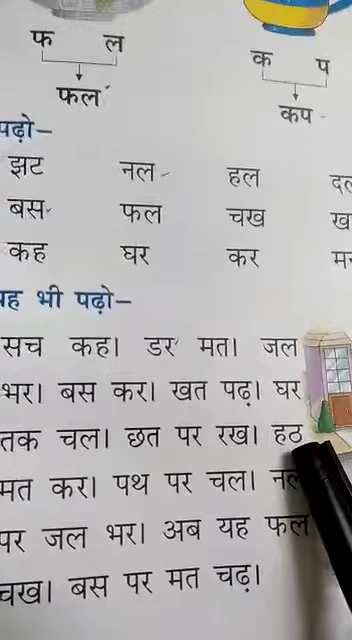 फ ल
क प
फल
कप
पढ़ो–
झट नल हल
बस फल चख
कह घर कर
यह भी पढ़ो–
सच कह। डर मत। जल
भर। बस कर। खत पढ़। घर
तक चल। छत पर रख। हठ
मत कर। पथ पर चल। नल
पर जल भर। अब यह फल
चख। बस पर मत चढ़।